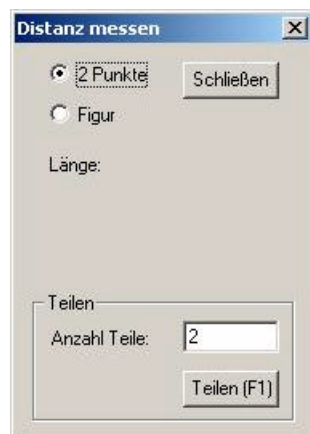 Distanz messen
2 Punkte
Schließen
Figur
Länge:
Teilen
Anzahl Teile: 2
Teilen (F1)